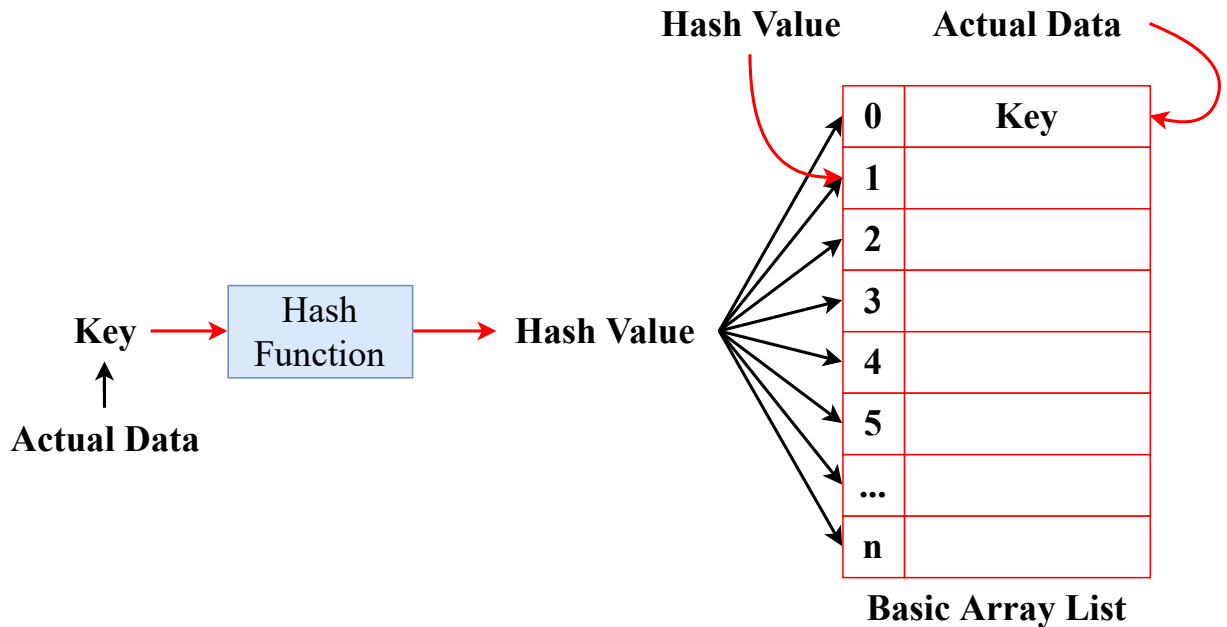 Hash Value
Actual Data
0
Key
1
2
3
4
5
...
n
Basic Array List
Key
Hash
Function
Hash Value
Actual Data